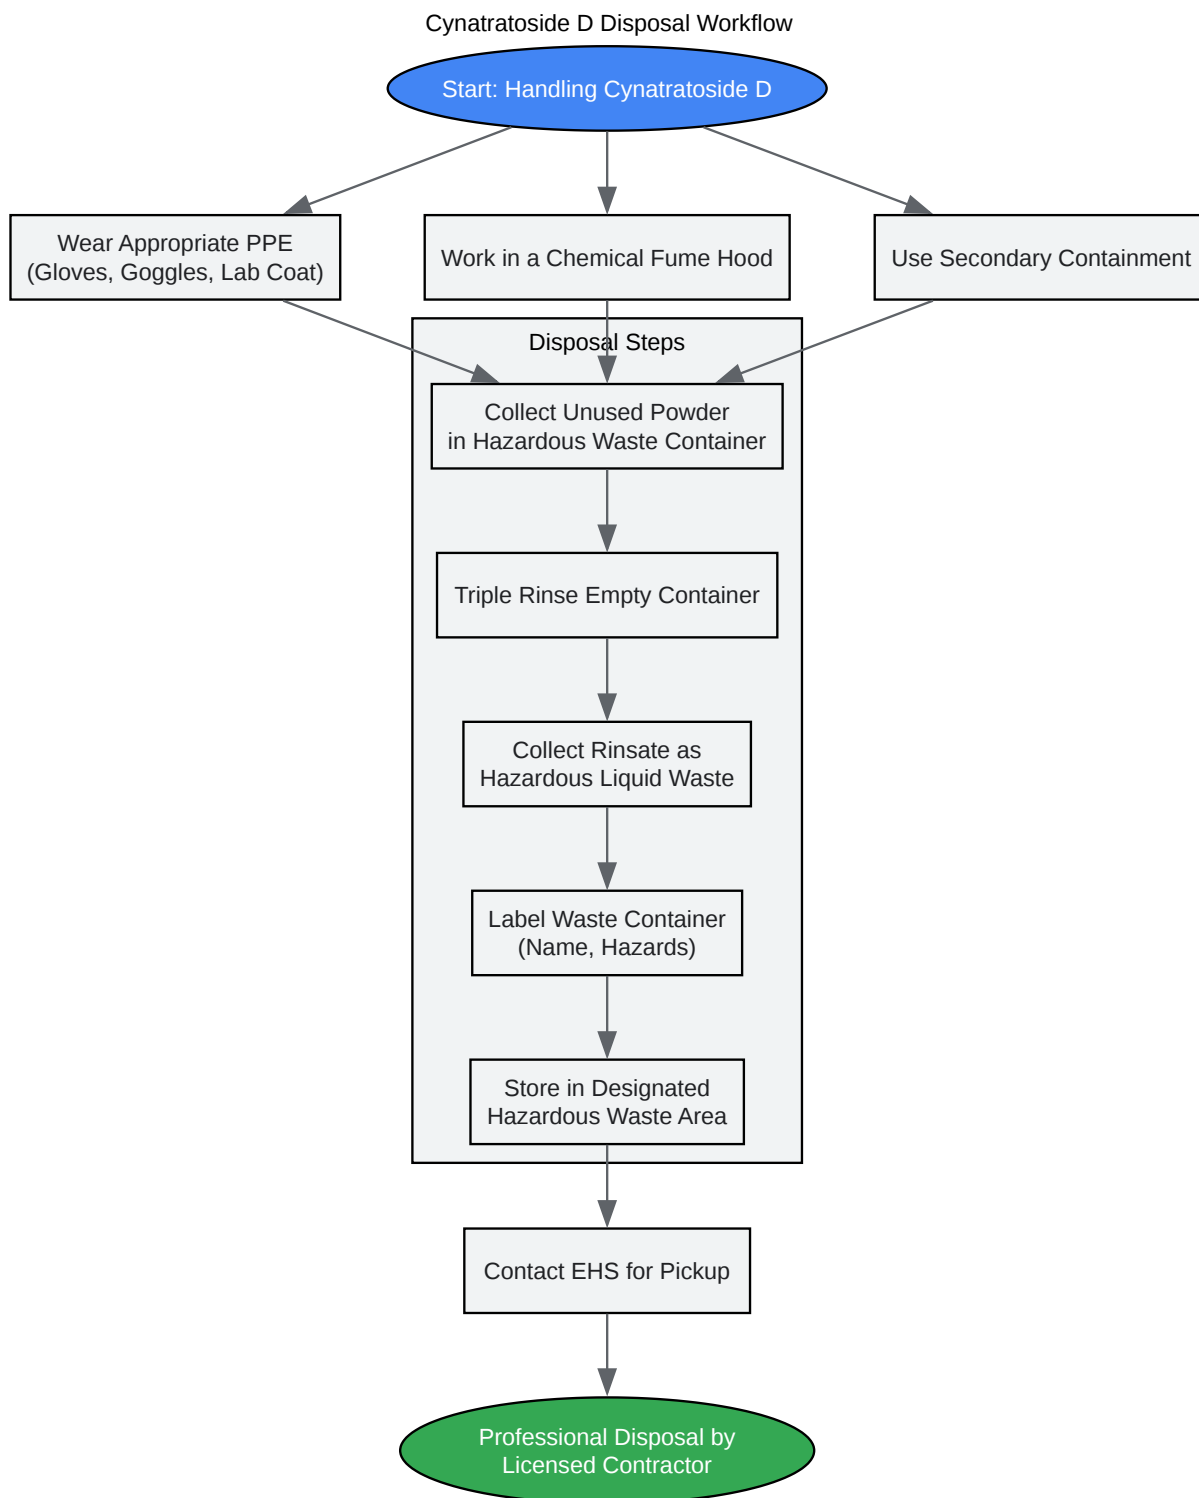 Cynatratoside D Disposal Workflow
Start: Handling Cynatratoside D
Wear Appropriate PPE
(Gloves, Goggles, Lab Coat)
Work in a Chemical Fume Hood
Use Secondary Containment
Disposal Steps
Collect Unused Powder
in Hazardous Waste Container
Triple Rinse Empty Container
Collect Rinsate as
Hazardous Liquid Waste
Label Waste Container
(Name, Hazards)
Store in Designated
Hazardous Waste Area
Contact EHS for Pickup
Professional Disposal by
Licensed Contractor